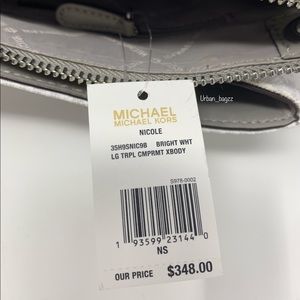 Urban_bagzz
MICHAEL
MICHAEL KORS
NICOLE
35H9SNIC9B BRIGHT WHT
LG TRPL CMPRMT XBODY
S978-0002
1 93599 23144 0
NS
OUR PRICE $348.00